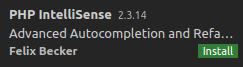 PHP IntelliSense 2.3.14
Advanced Autocompletion and Refa...
Felix Becker Install